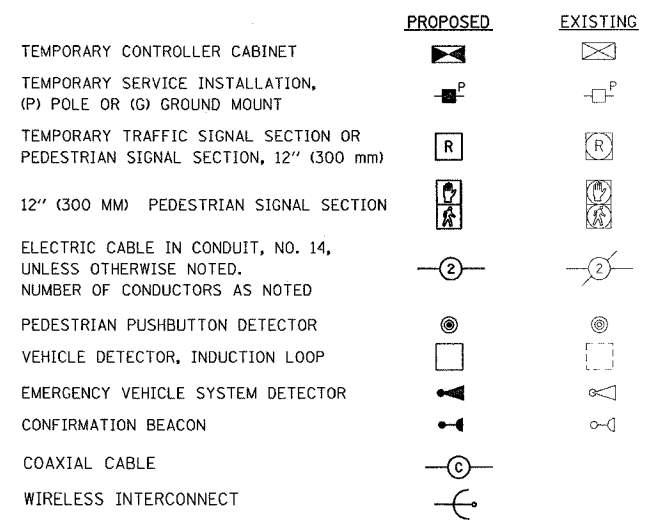 PROPOSED EXISTING
TEMPORARY CONTROLLER CABINET
TEMPORARY SERVICE INSTALLATION, P P
(P) POLE OR (G) GROUND MOUNT
TEMPORARY TRAFFIC SIGNAL SECTION OR
PEDESTRIAN SIGNAL SECTION, 12" (300 mm) R R
12" (300 MM) PEDESTRIAN SIGNAL SECTION
ELECTRIC CABLE IN CONDUIT, NO. 14,
UNLESS OTHERWISE NOTED. 2 2
NUMBER OF CONDUCTORS AS NOTED
PEDESTRIAN PUSHBUTTON DETECTOR
VEHICLE DETECTOR, INDUCTION LOOP
EMERGENCY VEHICLE SYSTEM DETECTOR
CONFIRMATION BEACON
COAXIAL CABLE C
WIRELESS INTERCONNECT